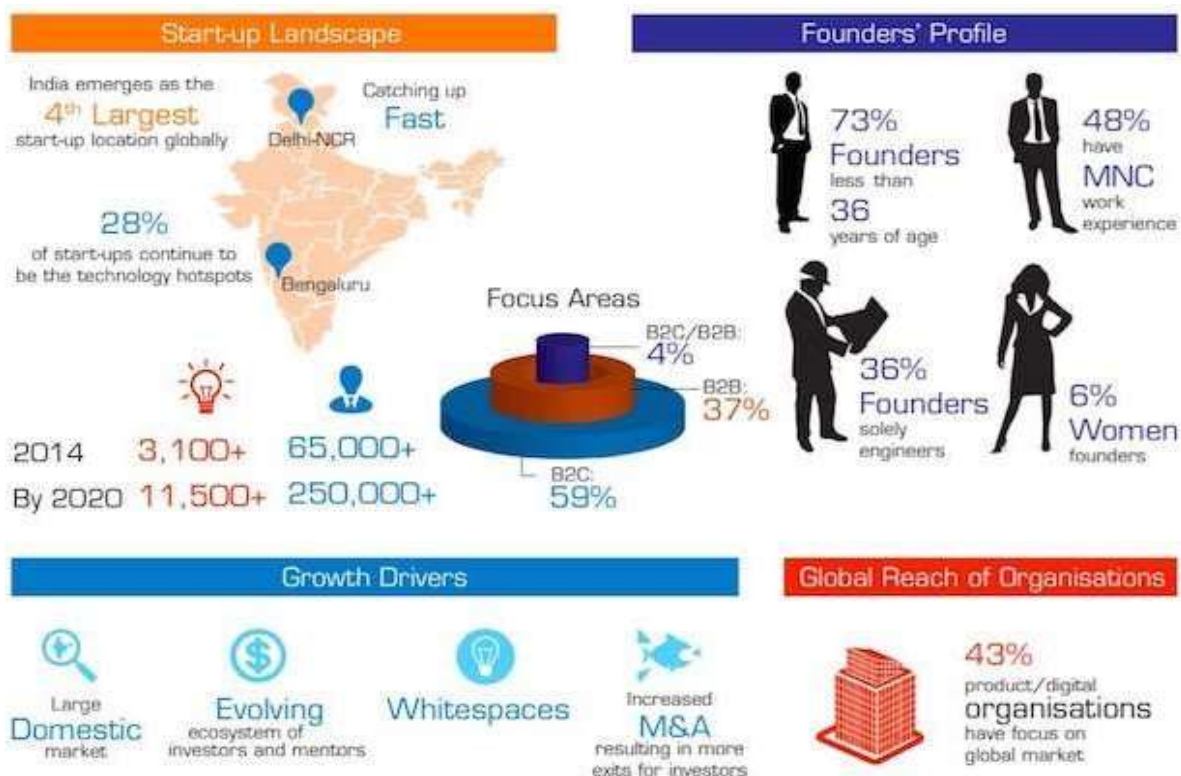 Start-up Landscape
India emerges as the
4th Largest
start-up location globally
Catching up
Fast
Delhi-NCR
28%
of start-ups continue to
be the technology hotspots
Bengaluru
2014 3,100+ 65,000+
By 2020 11,500+ 250,000+
Focus Areas
B2C/B2B:
4%
B2B:
37%
B2C:
59%
Founders' Profile
73%
Founders
less than
36
years of age
48%
have
MNC
work
experience
36%
Founders
solely
engineers
6%
Women
founders
Growth Drivers
Large
Domestic
market
Evolving
ecosystem of
investors and mentors
Whitespaces
Increased
M&A
resulting in more
exits for investors
Global Reach of Organisations
43%
product/digital
organisations
have focus on
global market